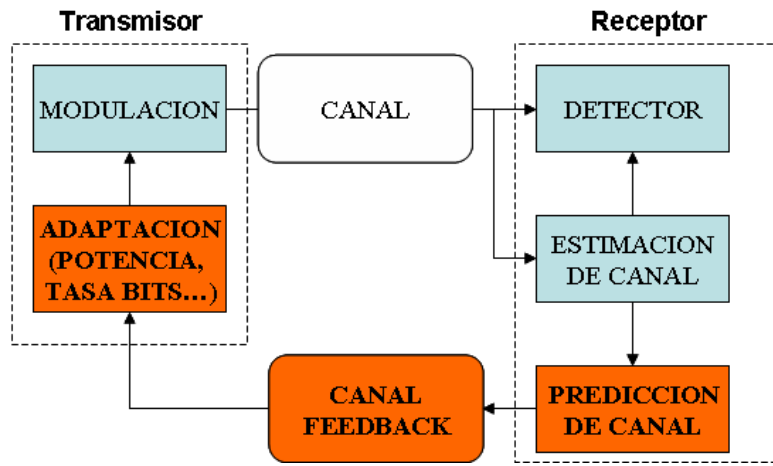 Transmisor
Receptor
MODULACION
CANAL
DETECTOR
ADAPTACION
(POTENCIA,
TASA BITS...)
ESTIMACION
DE CANAL
CANAL
FEEDBACK
PREDICCION
DE CANAL